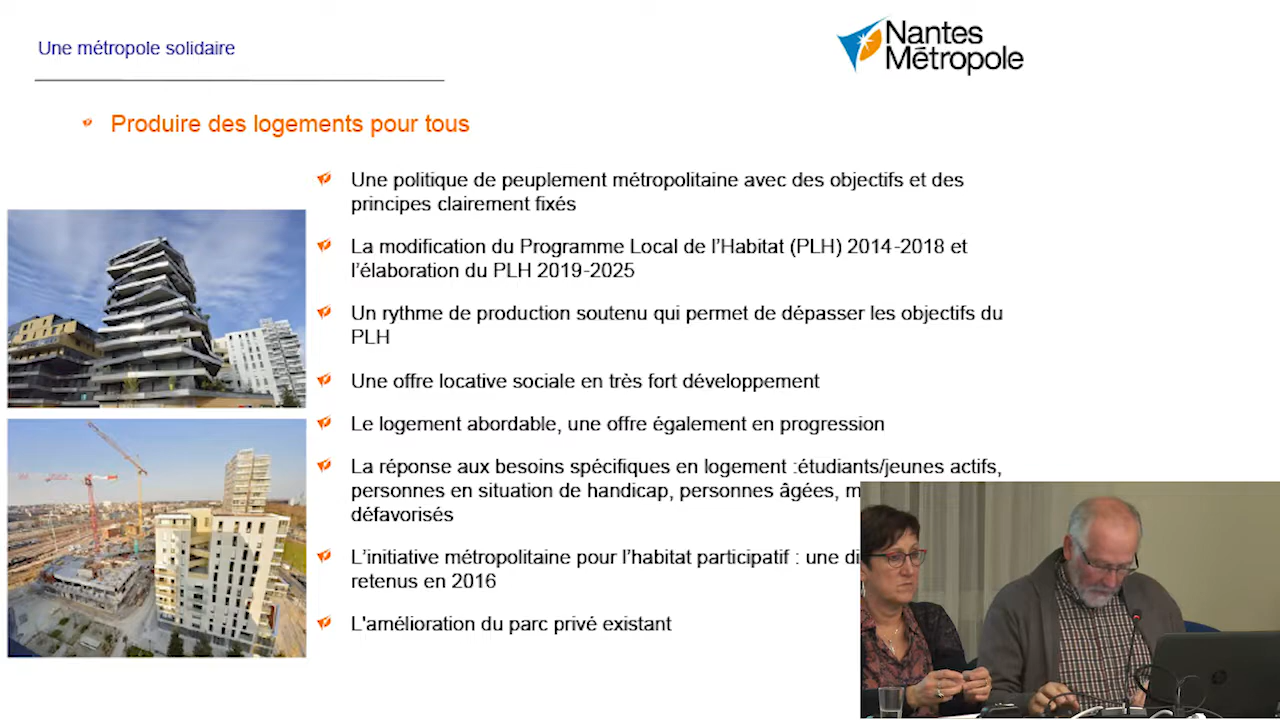 Une métropole solidaire
Nantes
Métropole
Produire des logements pour tous
Une politique de peuplement métropolitaine avec des objectifs et des
principes clairement fixés
La modification du Programme Local de l'Habitat (PLH) 2014-2018 et
l'élaboration du PLH 2019-2025
Un rythme de production soutenu qui permet de dépasser les objectifs du
PLH
Une offre locative sociale en très fort développement
Le logement abordable, une offre également en progression
La réponse aux besoins spécifiques en logement :étudiants/jeunes actifs,
personnes en situation de handicap, personnes âgées,
défavorisés
L'initiative métropolitaine pour l'habitat participatif : une
retenus en 2016
L'amélioration du parc privé existant